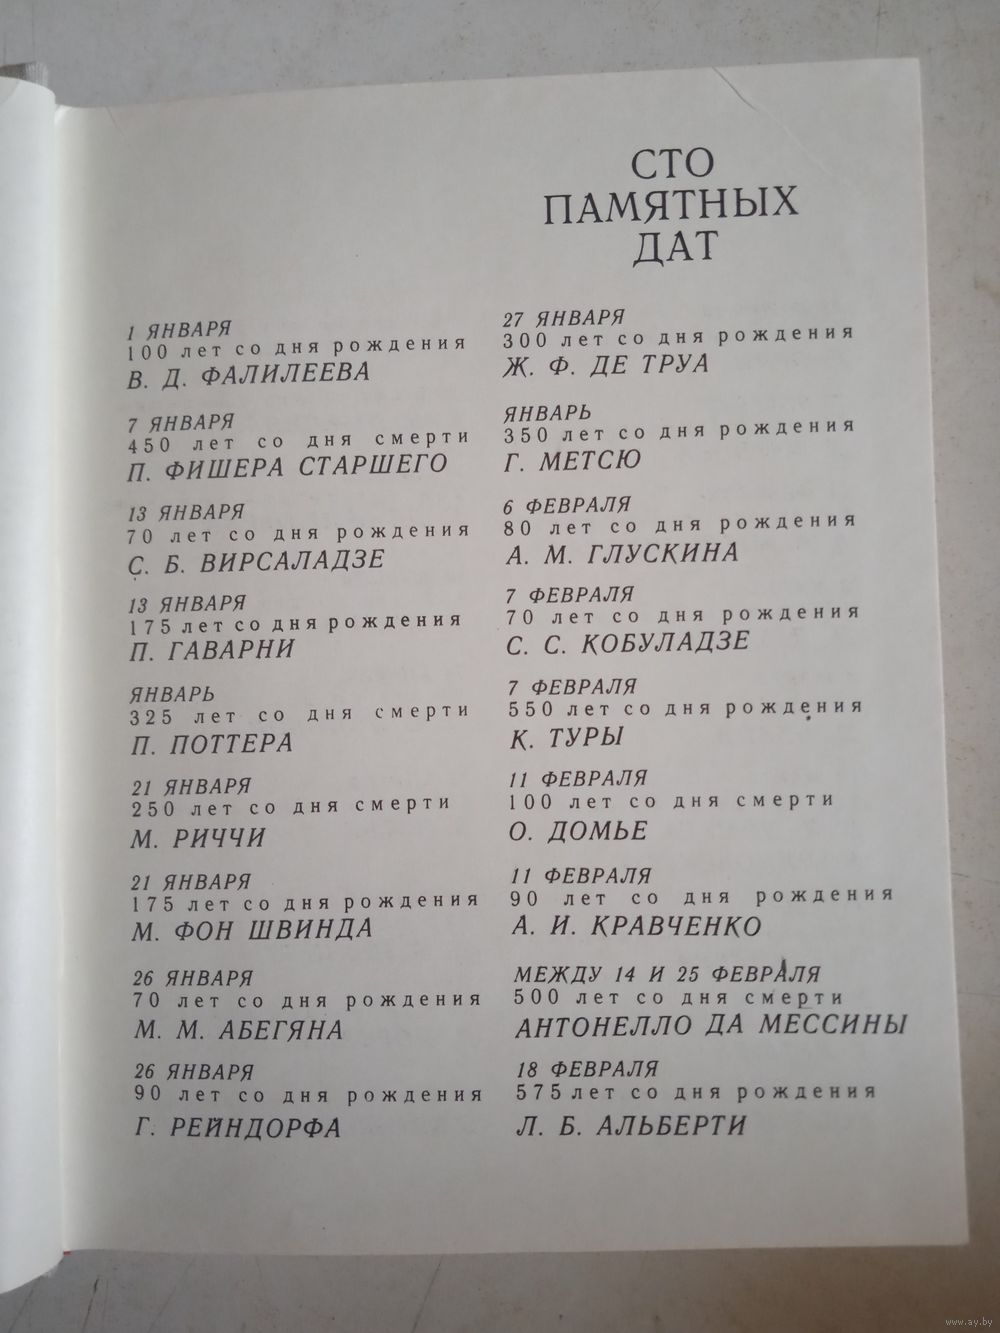 СТО
ПАМЯТНЫХ
ДАТ
1 ЯНВАРЯ
100 лет со дня рождения
В. Д. ФАЛИЛЕЕВА
7 ЯНВАРЯ
450 лет со дня смерти
П. ФИШЕРА СТАРШЕГО
13 ЯНВАРЯ
70 лет со дня рождения
С. Б. ВИРСАЛАДЗЕ
13 ЯНВАРЯ
175 лет со дня рождения
П. ГАВАРНИ
ЯНВАРЬ
325 лет со дня смерти
П. ПОТТЕРА
21 ЯНВАРЯ
250 лет со дня смерти
М. РИЧЧИ
21 ЯНВАРЯ
175 лет со дня рождения
М. ФОН ШВИНДА
26 ЯНВАРЯ
70 лет со дня рождения
М. М. АБЕГЯНА
26 ЯНВАРЯ
90 лет со дня рождения
Г. РЕЙНДОРФА
27 ЯНВАРЯ
300 лет со дня рождения
Ж. Ф. ДЕ ТРУА
ЯНВАРЬ
350 лет со дня рождения
Г. МЕТСЮ
6 ФЕВРАЛЯ
80 лет со дня рождения
А. М. ГЛУСКИНА
7 ФЕВРАЛЯ
70 лет со дня рождения
С. С. КОБУЛАДЗЕ
7 ФЕВРАЛЯ
550 лет со дня рождения
К. ТУРЫ
11 ФЕВРАЛЯ
100 лет со дня смерти
О. ДОМЬЕ
11 ФЕВРАЛЯ
90 лет со дня рождения
А. И. КРАВЧЕНКО
МЕЖДУ 14 И 25 ФЕВРАЛЯ
500 лет со дня смерти
АНТОНЕЛЛО ДА МЕССИНЫ
18 ФЕВРАЛЯ
575 лет со дня рождения
Л. Б. АЛЬБЕРТИ
www.ay.by